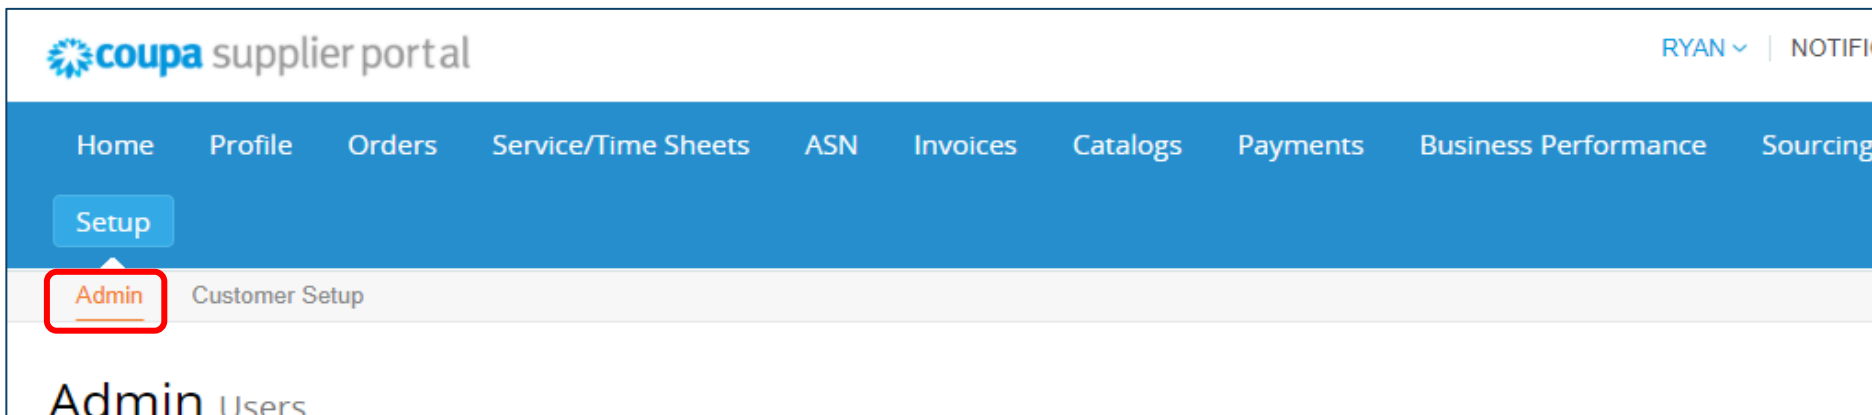 coupa supplier portal
RYAN NOTIFI
Home Profile Orders Service/Time Sheets ASN Invoices Catalogs Payments Business Performance Sourcing
Setup
Admin Customer Setup
Admin Users